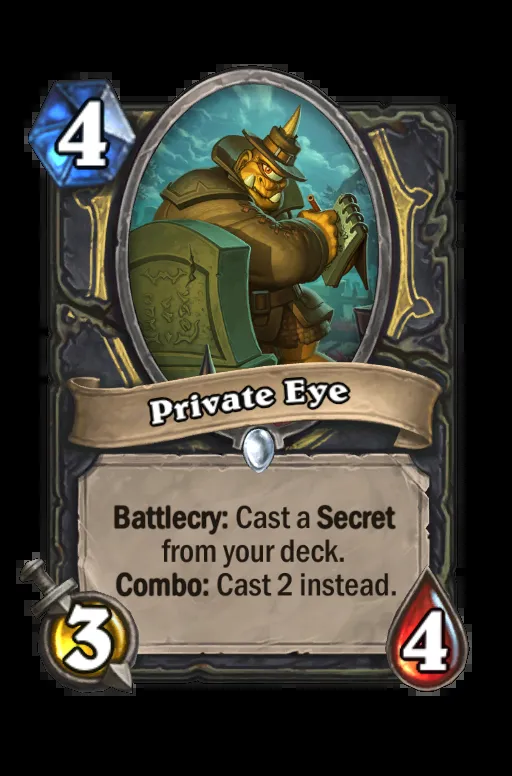 4
Private Eye
Battlecry: Cast a Secret
from your deck.
Combo: Cast 2 instead.
3
4